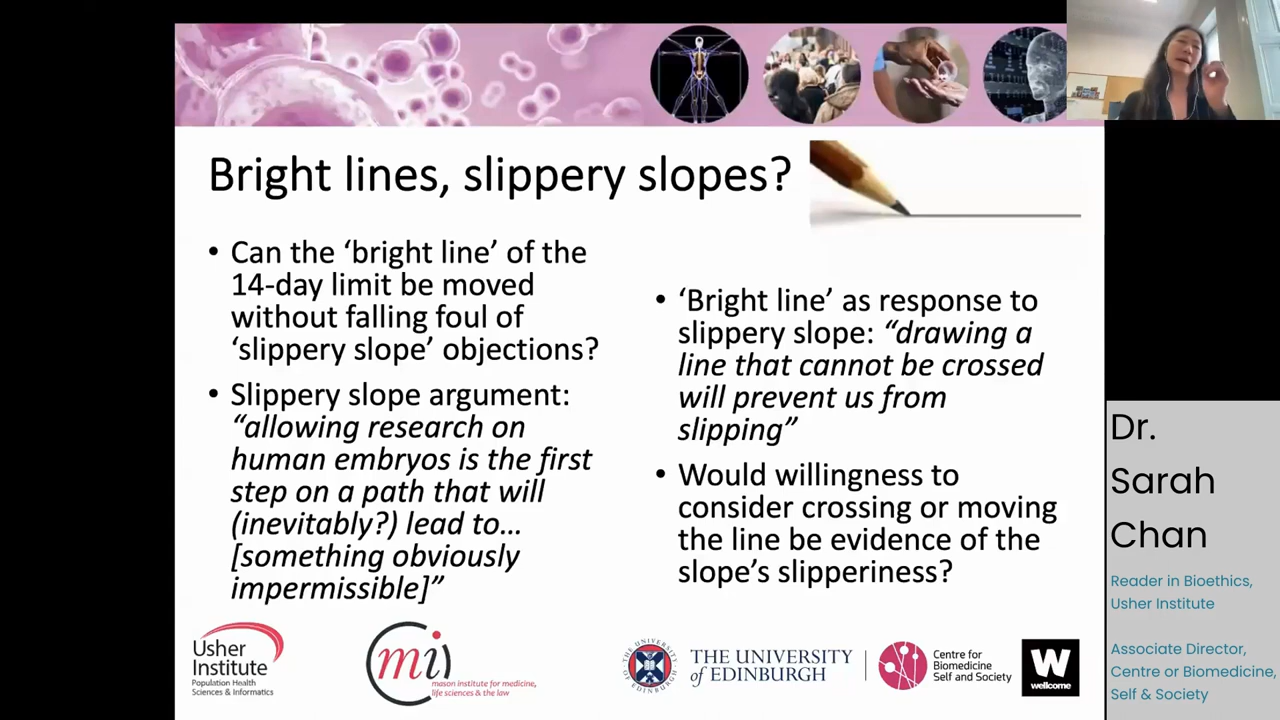 Bright lines, slippery slopes?
• Can the ‘bright line’ of the
14-day limit be moved
without falling foul of
‘slippery slope’ objections?
• Slippery slope argument:
“allowing research on
human embryos is the first
step on a path that will
(inevitably?) lead to...
[something obviously
impermissible]”
• ‘Bright line’ as response to
slippery slope: “drawing a
line that cannot be crossed
will prevent us from
slipping”
• Would willingness to
consider crossing or moving
the line be evidence of the
slope’s slipperiness?
Usher
Institute
Population Health
Sciences & Informatics
mi
mason institute for medicine,
life sciences & the law
THE UNIVERSITY
of EDINBURGH
Centre for
Biomedicine
Self and Society
W
wellcome
Dr.
Sarah
Chan
Reader in Bioethics,
Usher Institute
Associate Director,
Centre or Biomedicine,
Self & Society